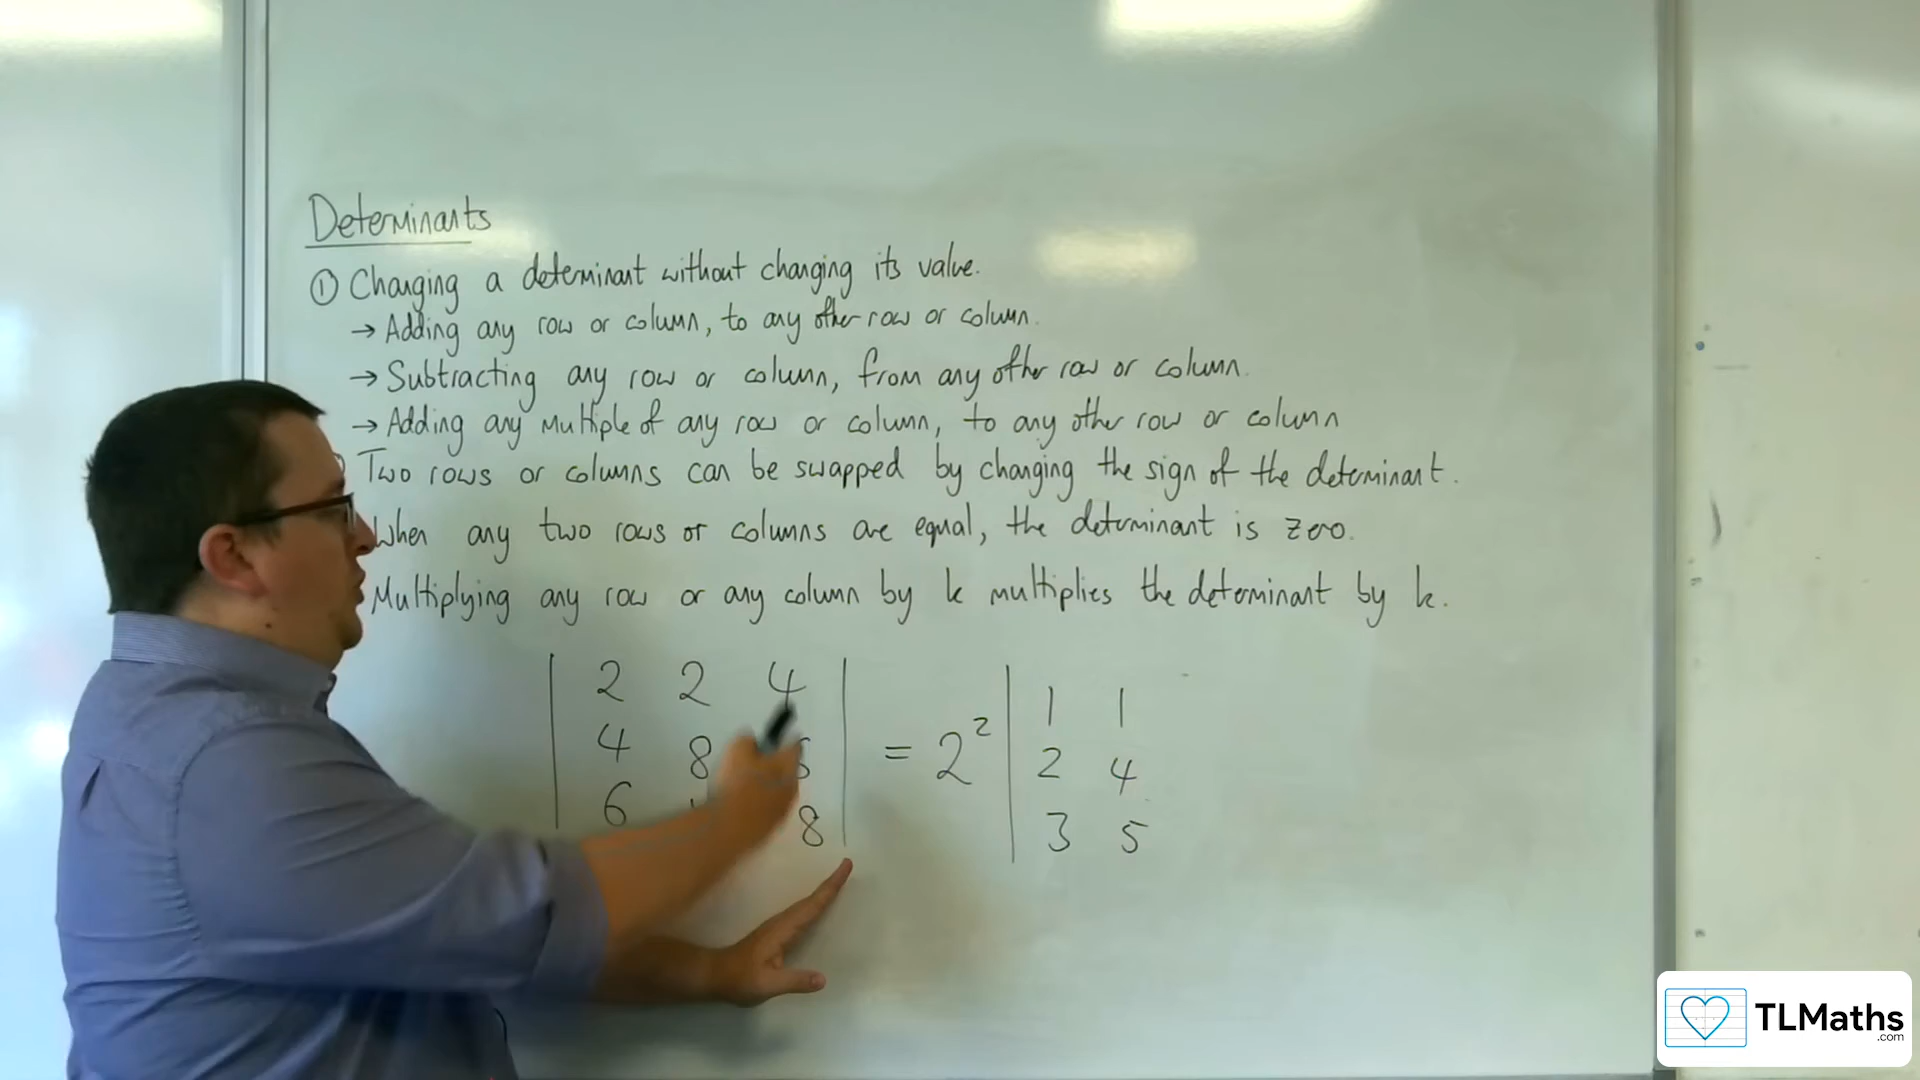 Determinants
① Changing a determinant without changing its value.
→ Adding any row or column, to any other row or column.
→ Subtracting any row or column, from any other row or column.
→ Adding any multiple of any row or column, to any other row or column
Two rows or columns can be swapped by changing the sign of the determinant.
When any two rows or columns are equal, the determinant is zero.
Multiplying any row or any column by k multiplies the determinant by k.
| 2 2 4 | = 2² | 1 1
4 8 2 4
6 8 3 5
TLMaths
.com